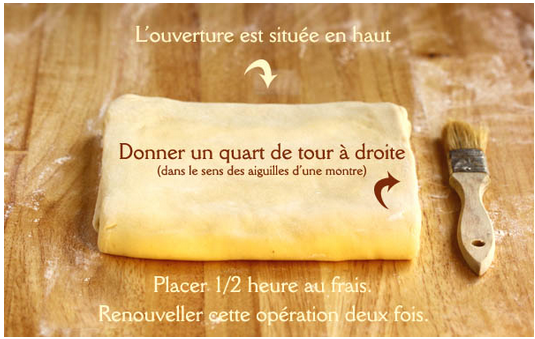 L'ouverture est située en haut
Donner un quart de tour à droite
(dans le sens des aiguilles d'une montre)
Placer 1/2 heure au frais.
Renouveller cette opération deux fois.